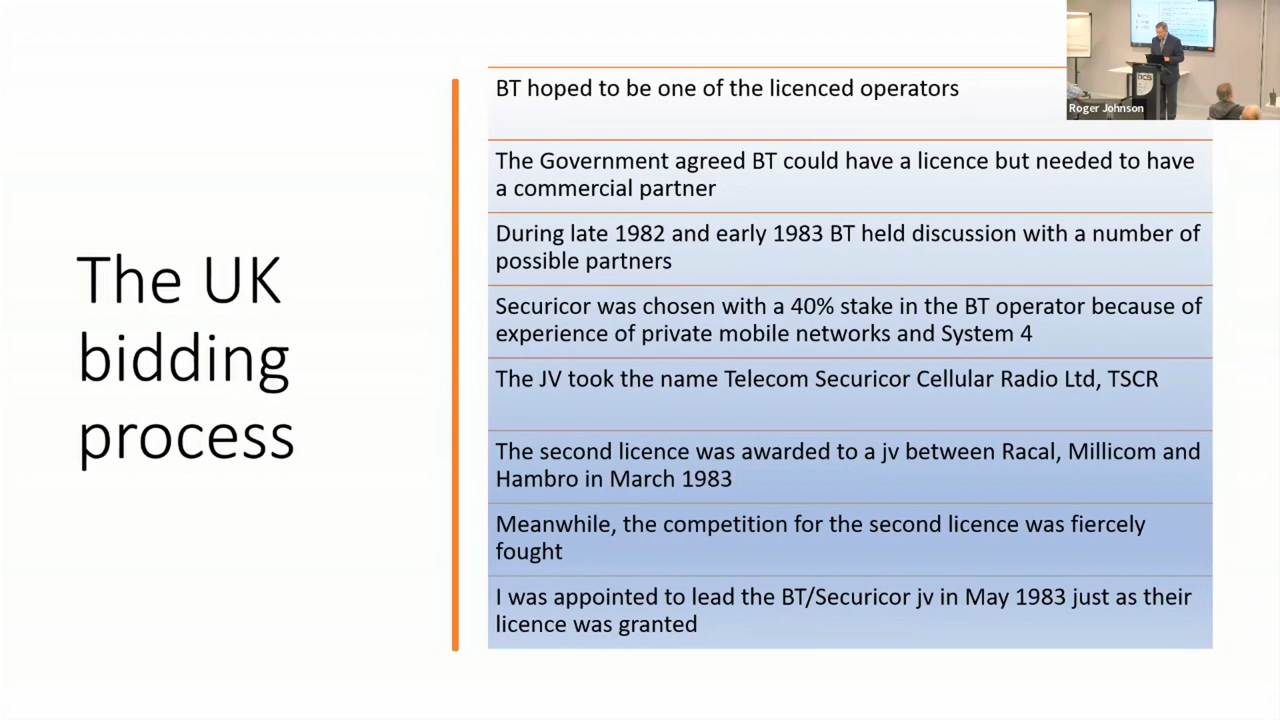 The UK
bidding
process
BT hoped to be one of the licenced operators
The Government agreed BT could have a licence but needed to have
a commercial partner
During late 1982 and early 1983 BT held discussion with a number of
possible partners
Securicor was chosen with a 40% stake in the BT operator because of
experience of private mobile networks and System 4
The JV took the name Telecom Securicor Cellular Radio Ltd, TSCR
The second licence was awarded to a jv between Racal, Millicom and
Hambro in March 1983
Meanwhile, the competition for the second licence was fiercely
fought
I was appointed to lead the BT/Securicor jv in May 1983 just as their
licence was granted
bcs
Roger Johnson